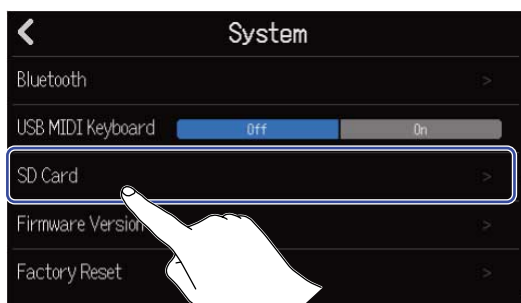 System
Bluetooth
USB MIDI Keyboard Off On
SD Card
Firmware Version
Factory Reset